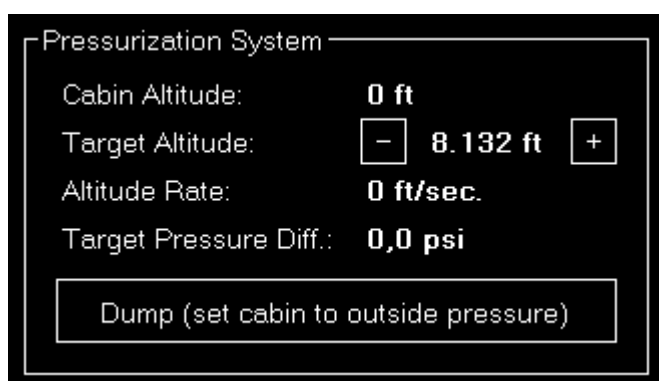 Pressurization System
Cabin Altitude: 0 ft
Target Altitude: - 8.132 ft +
Altitude Rate: 0 ft/sec.
Target Pressure Diff.: 0,0 psi
Dump (set cabin to outside pressure)